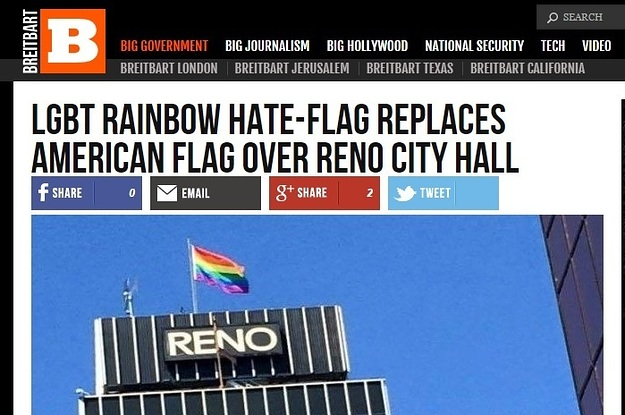 BREITBART
B
SEARCH
BIG GOVERNMENT BIG JOURNALISM BIG HOLLYWOOD NATIONAL SECURITY TECH VIDEO
BREITBART LONDON BREITBART JERUSALEM BREITBART TEXAS BREITBART CALIFORNIA
LGBT RAINBOW HATE-FLAG REPLACES
AMERICAN FLAG OVER RENO CITY HALL
f SHARE 0 EMAIL g+ SHARE 2 TWEET
RENO